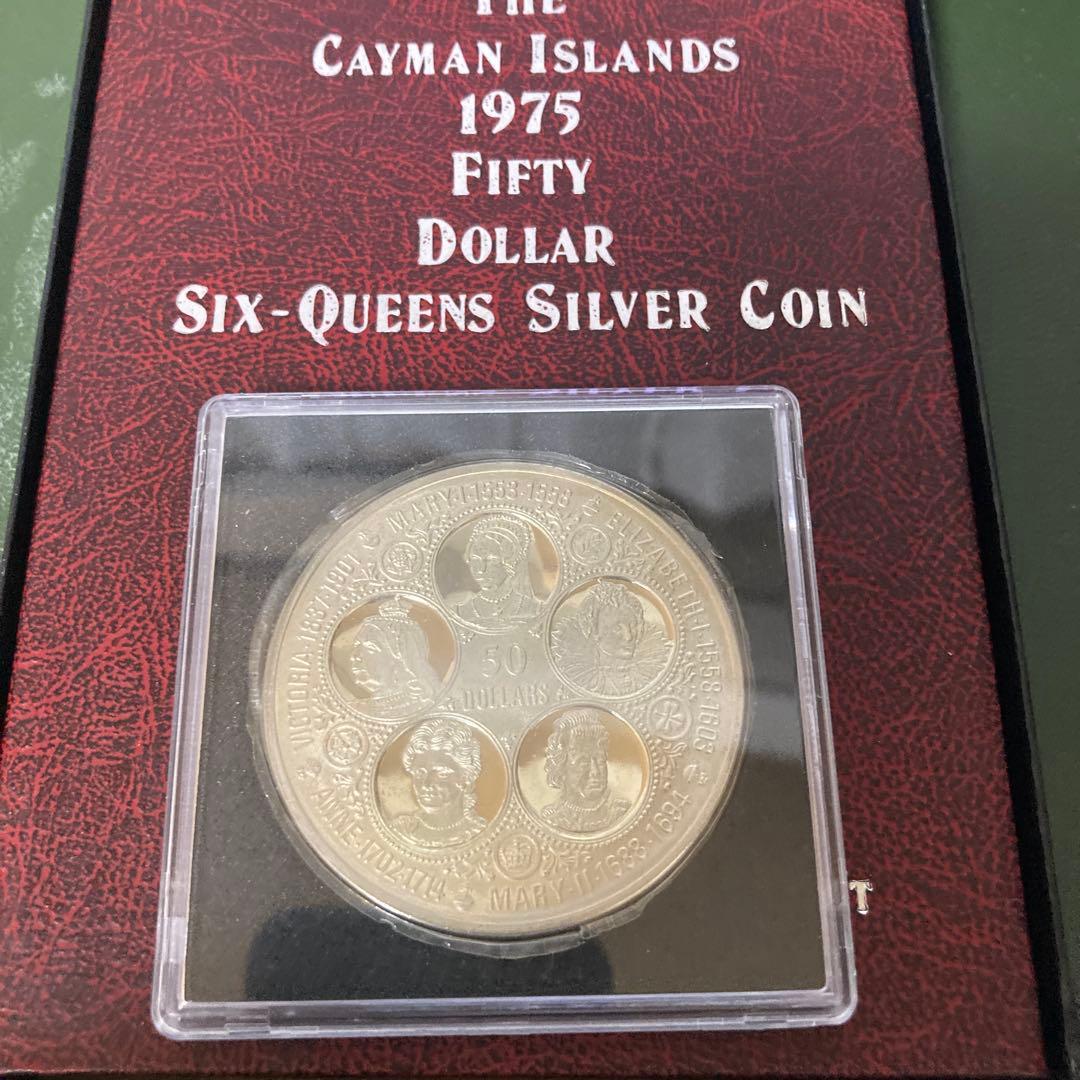 THE
CAYMAN ISLANDS
1975
FIFTY
DOLLAR
SIX-QUEENS SILVER COIN
MARY·I·1553·1558
ELIZABETH·I·1558·1603
MARY·II·1688·1694
ANNE·1702·1714
VICTORIA·1837·1901
50
DOLLARS
T